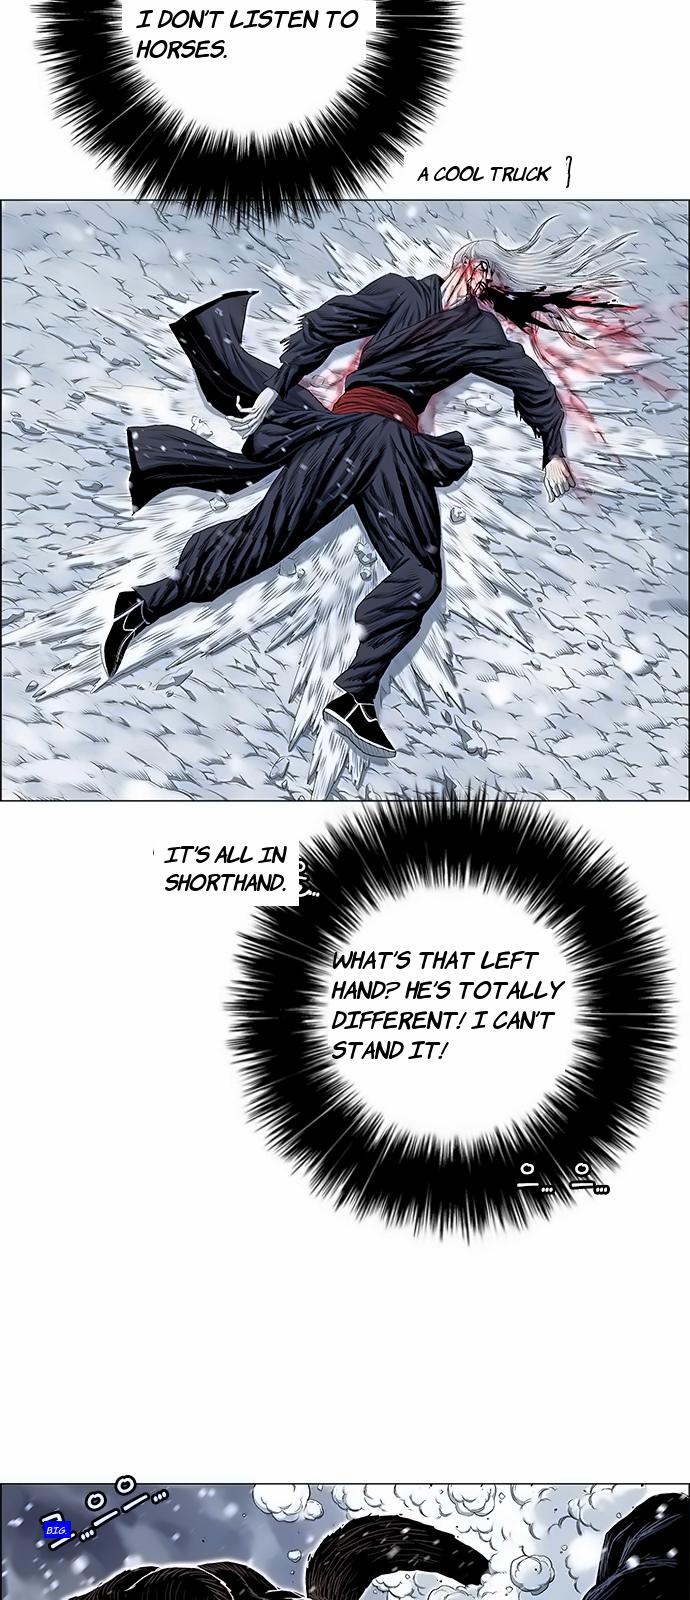 I DON'T LISTEN TO
HORSES.
A COOL TRUCK
IT'S ALL IN
SHORTHAND.
WHAT'S THAT LEFT
HAND? HE'S TOTALLY
DIFFERENT! I CAN'T
STAND IT!
으... 으...
BIG.